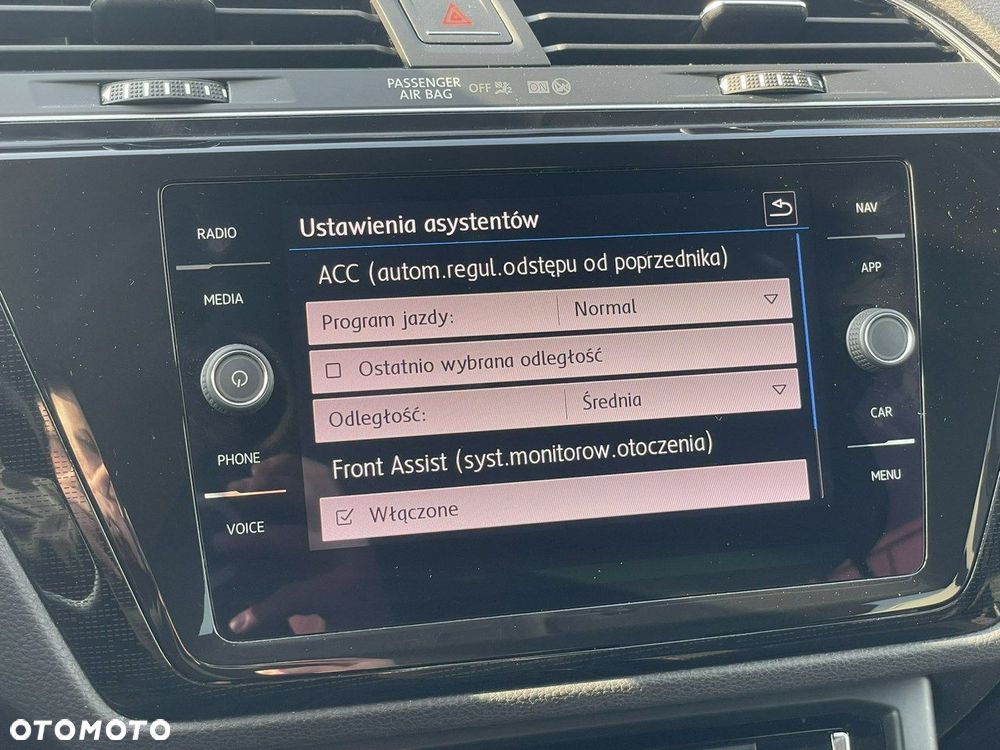 PASSENGER
AIR BAG
OFF
ON
RADIO
MEDIA
PHONE
VOICE
Ustawienia asystentów
ACC (autom.regul.odstępu od poprzednika)
Program jazdy: Normal
Ostatnio wybrana odległość
Odległość: Średnia
Front Assist (syst.monitorow.otoczenia)
Włączone
NAV
APP
CAR
MENU
OTOMOTO